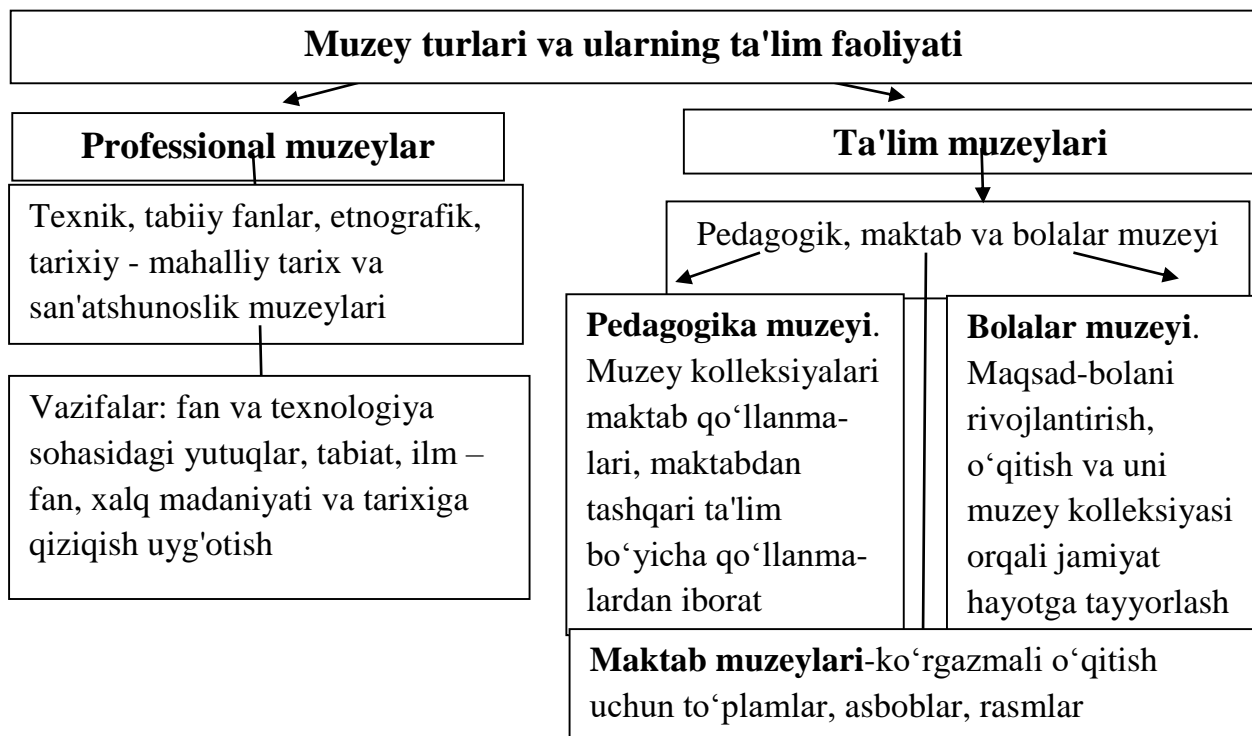 Muzey turlari va ularning ta'lim faoliyati
Professional muzeylar
Texnik, tabiiy fanlar, etnografik,
tarixiy - mahalliy tarix va
san'atshunoslik muzeylari
Vazifalar: fan va texnologiya
sohasidagi yutuqlar, tabiat, ilm –
fan, xalq madaniyati va tarixiga
qiziqish uyg'otish
Ta'lim muzeylari
Pedagogik, maktab va bolalar muzeyi
Pedagogika muzeyi.
Muzey kolleksiyalari
maktab qo‘llanma-
lari, maktabdan
tashqari ta'lim
bo‘yicha qo‘llanma-
lardan iborat
Bolalar muzeyi.
Maqsad-bolani
rivojlantirish,
o‘qitish va uni
muzey kolleksiyasi
orqali jamiyat
hayotga tayyorlash
Maktab muzeylari-ko‘rgazmali o‘qitish
uchun to‘plamlar, asboblar, rasmlar